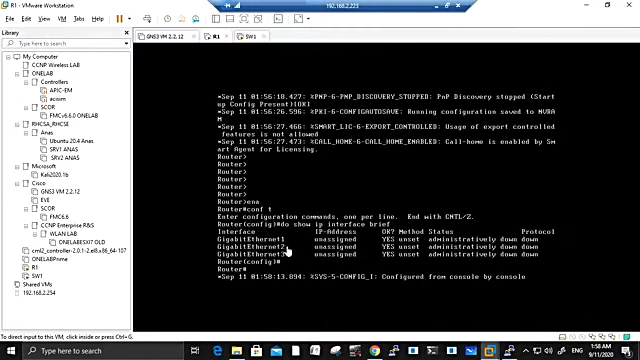 R1 - VMware Workstation
192.168.2.223
File Edit View VM Tabs Help
Library
GNS3 VM 2.2.12
R1
SW1
Type here to search
My Computer
CCNP Wireless LAB
ONELAB
Controllers
APIC-EM
acsim
SCOR
FMCv6.6.0 ONELAB
RHCSA_RHCSE
Anas
Ubuntu 20.4 Anas
SRV1 ANAS
SRV2 ANAS
Microsoft
Kali2020.1b
Cisco
GNS3 VM 2.2.12
EVE
SCOR
FMC6.6
CCNP Enterprise R&S
WLAN LAB
ONELABESXI7 OLD
cml2_controller_2.0-1.2.el8.x86_64-107
ONELABPrime
R1
SW1
Shared VMs
192.168.2.254
*Sep 11 01:56:18.427: %PNP-6-PNP_DISCOVERY_STOPPED: PnP Discovery stopped (Start
up Config Present)[OK]
*Sep 11 01:56:26.596: %PKI-6-CONFIGAUTOSAVE: Running configuration saved to NVRA
M
*Sep 11 01:56:27.466: %SMART_LIC-6-EXPORT_CONTROLLED: Usage of export controlled
features is not allowed
*Sep 11 01:56:27.473: %CALL_HOME-6-CALL_HOME_ENABLED: Call-home is enabled by Sm
art Agent for Licensing.
Router>
Router>
Router>
Router>
Router>
Router>ena
Router#conf t
Enter configuration commands, one per line. End with CNTL/Z.
Router(config)#do show ip interface brief
Interface IP-Address OK? Method Status Protocol
GigabitEthernet1 unassigned YES unset administratively down down
GigabitEthernet2 unassigned YES unset administratively down down
GigabitEthernet3 unassigned YES unset administratively down down
Router(config)#
Router#
*Sep 11 01:58:13.894: %SYS-5-CONFIG_I: Configured from console by console
To direct input to this VM, click inside or press Ctrl+G.
Type here to search
ENG
1:58 AM
9/11/2020